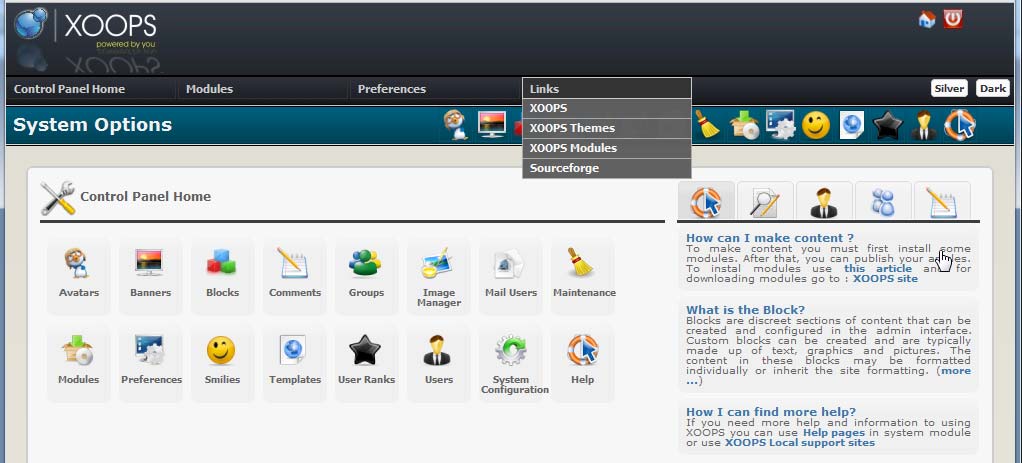 XOOPS
powered by you
Control Panel Home
Modules
Preferences
Links
Silver
Dark
XOOPS
XOOPS Themes
XOOPS Modules
Sourceforge
System Options
Control Panel Home
Avatars
Banners
Blocks
Comments
Groups
Image
Manager
Mail Users
Maintenance
Modules
Preferences
Smilies
Templates
User Ranks
Users
System
Configuration
Help
How can I make content ?
To make content you must first install some
modules. After that, you can publish your articles.
To instal modules use this article and for
downloading modules go to : XOOPS site
What is the Block?
Blocks are discreet sections of content that can be
created and configured in the admin interface.
Custom blocks can be created and are typically
made up of text, graphics and pictures. The
content in these blocks may be formatted
individually or inherit the site formatting. (more
...)
How I can find more help?
If you need more help and information to using
XOOPS you can use Help pages in system module
or use XOOPS Local support sites